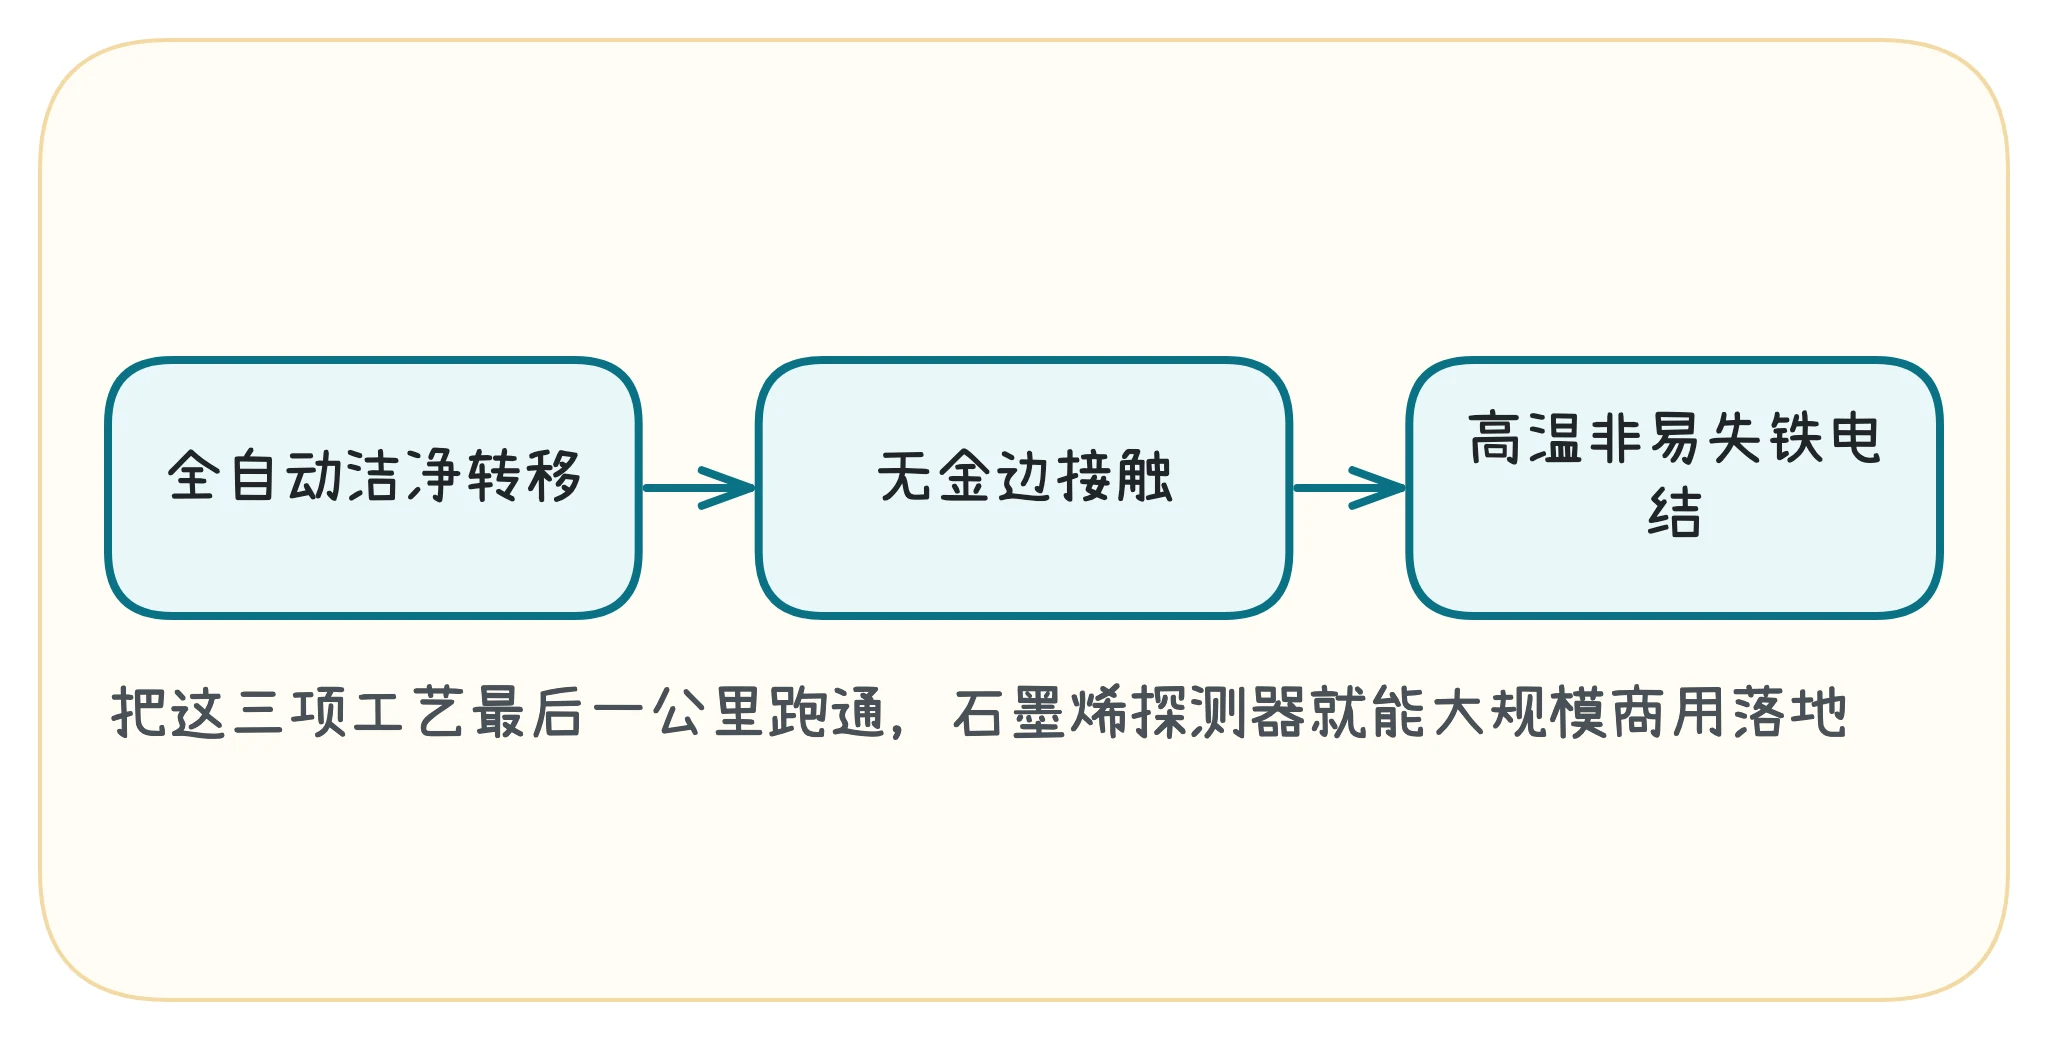 全自动洁净转移
无金边接触
高温非易失铁电
结
把这三项工艺最后一公里跑通，石墨烯探测器就能大规模商用落地